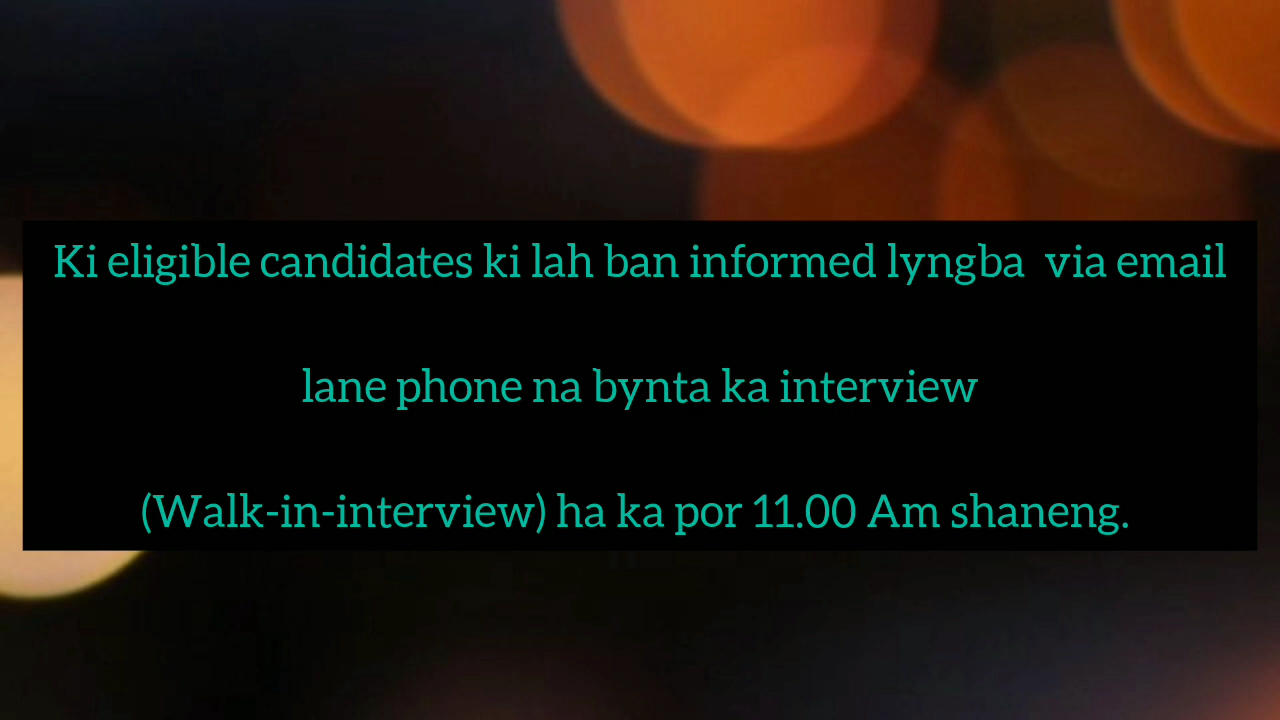 Ki eligible candidates ki lah ban informed lyngba  via email
lane phone na bynta ka interview
(Walk-in-interview) ha ka por 11.00 Am shaneng.